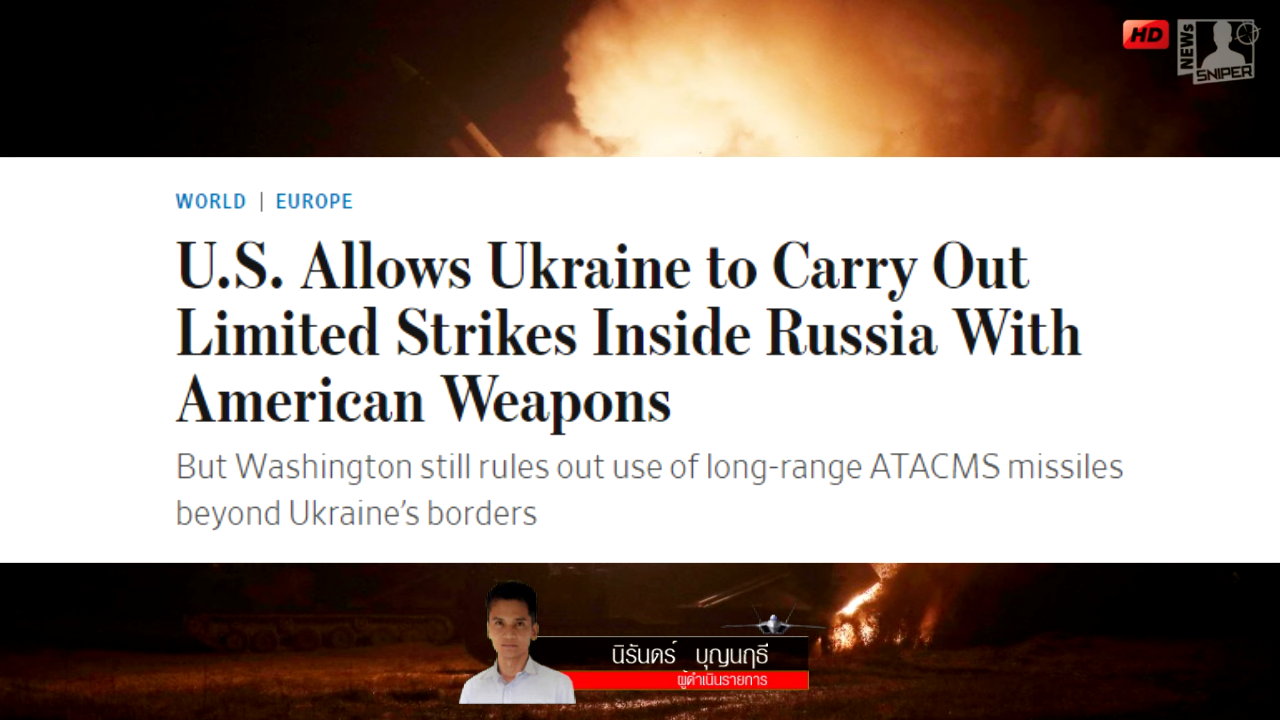 HD
NEWS
SNIPER
WORLD | EUROPE
U.S. Allows Ukraine to Carry Out
Limited Strikes Inside Russia With
American Weapons
But Washington still rules out use of long-range ATACMS missiles
beyond Ukraine’s borders
นิรันดร์ บุญนฤธี
ผู้ดำเนินรายการ